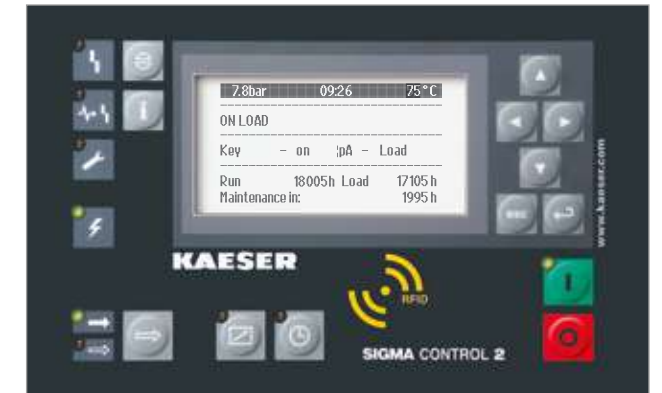 7.8bar 09:26 75°C
ON LOAD
Key - on ¦pA - Load
Run 18005h Load 17105h
Maintenance in: 1995h
esc
www.kaeser.com
KAESER
RFID
I
SIGMA CONTROL 2